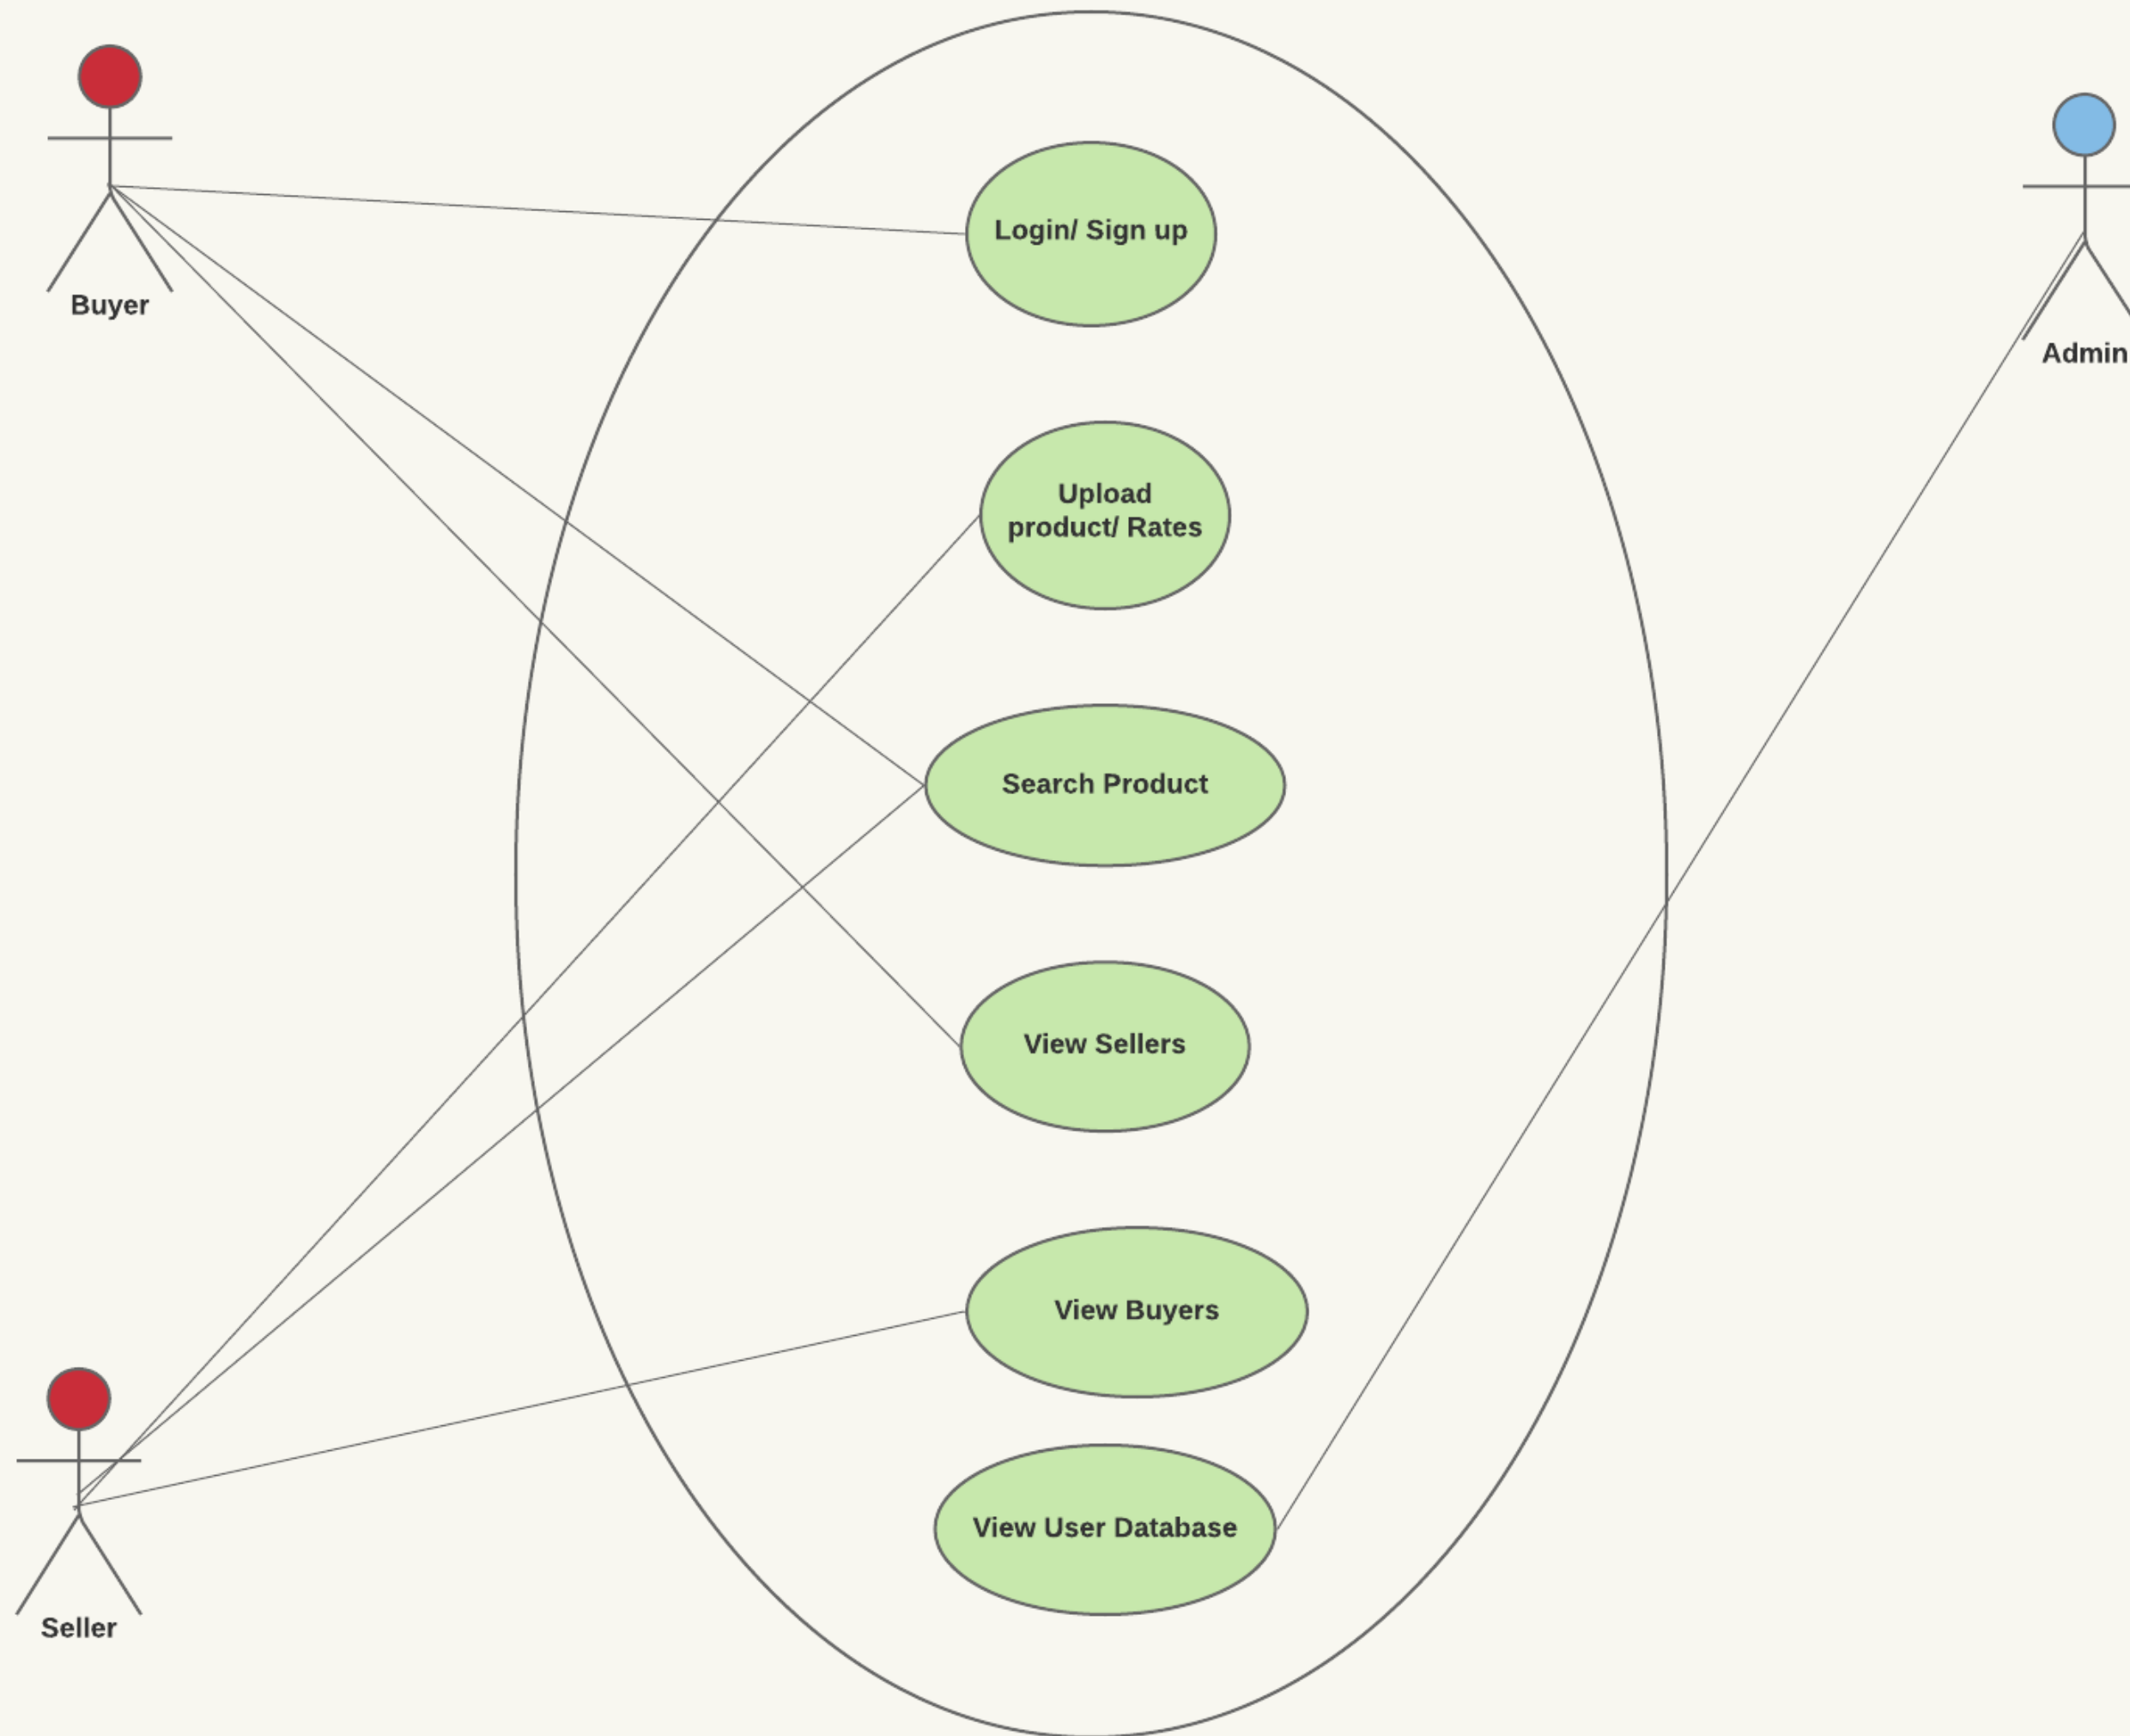 Buyer
Login/ Sign up
Admin
Upload
product/ Rates
Search Product
View Sellers
View Buyers
View User Database
Seller